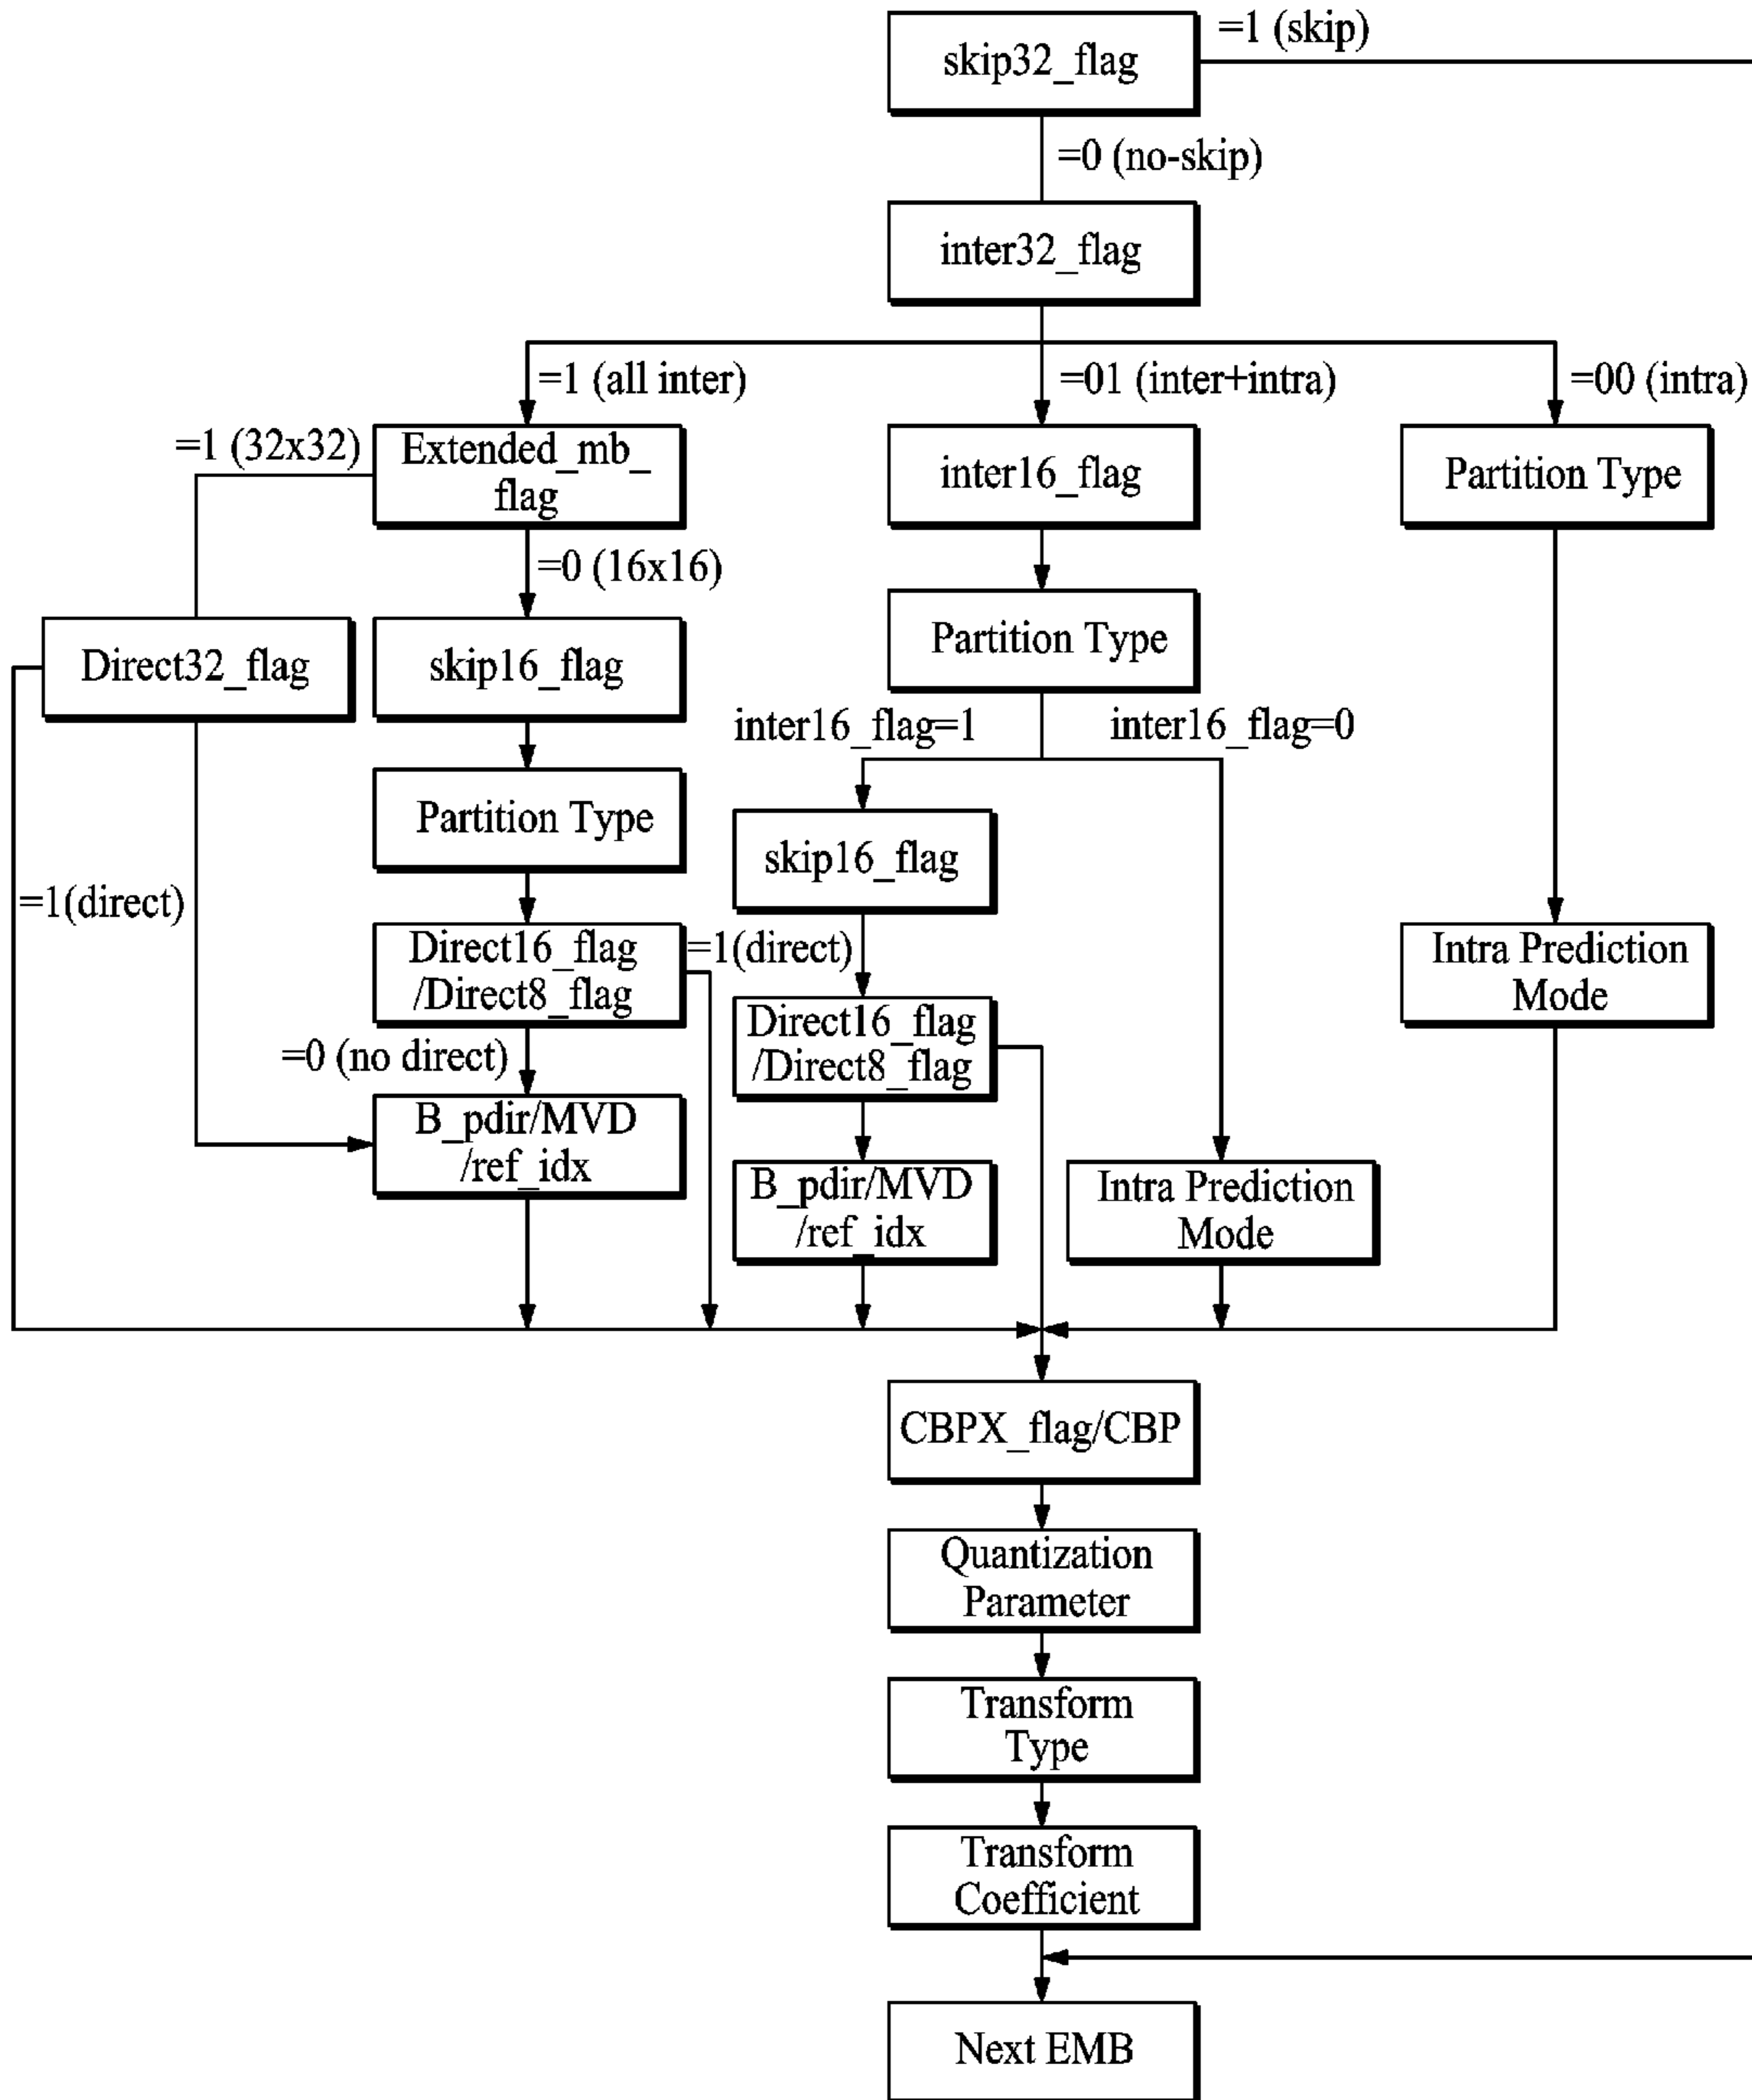 skip32_flag
=1 (skip)
=0 (no-skip)
inter32_flag
=1 (all inter)
=01 (inter+intra)
=00 (intra)
=1 (32x32)
Extended_mb_
flag
inter16_flag
Partition Type
=0 (16x16)
Direct32_flag
skip16_flag
Partition Type
inter16_flag=1
inter16_flag=0
Partition Type
skip16_flag
=1(direct)
Direct16_flag
/Direct8_flag
=1(direct)
Intra Prediction
Mode
Direct16_flag
/Direct8_flag
=0 (no direct)
B_pdir/MVD
/ref_idx
B_pdir/MVD
/ref_idx
Intra Prediction
Mode
CBPX_flag/CBP
Quantization
Parameter
Transform
Type
Transform
Coefficient
Next EMB